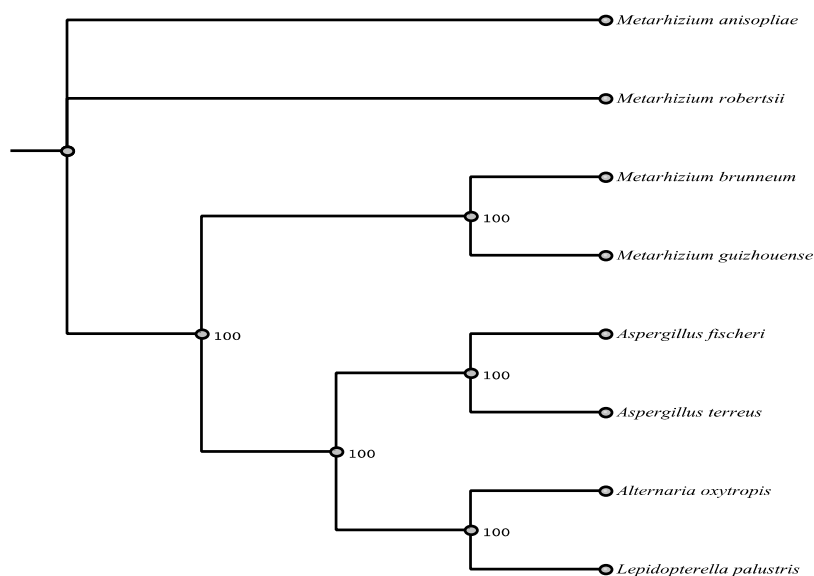 Metarhizium anisopliae
Metarhizium robertsii
Metarhizium brunneum
100
Metarhizium guizhouense
Aspergillus fischeri
100
100
Aspergillus terreus
100
Alternaria oxytropis
100
Lepidopterella palustris